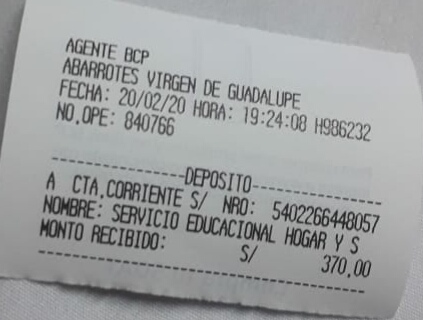 AGENTE BCP
ABARROTES VIRGEN DE GUADALUPE
FECHA: 20/02/20 HORA: 19:24:08 H986232
NO.OPE: 840766
--------------------DEPOSITO--------------------
A CTA.CORRIENTE S/ NRO: 5402266448057
NOMBRE: SERVICIO EDUCACIONAL HOGAR Y S
MONTO RECIBIDO: S/ 370.00